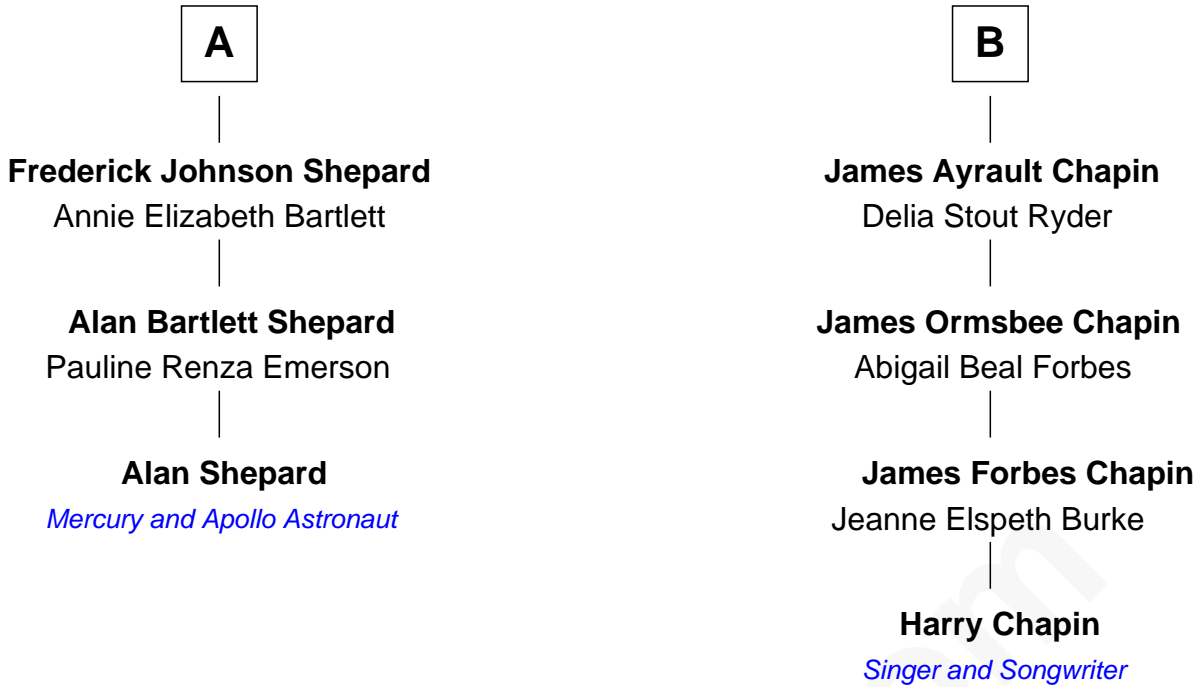 A
Frederick Johnson Shepard
Annie Elizabeth Bartlett
Alan Bartlett Shepard
Pauline Renza Emerson
Alan Shepard
Mercury and Apollo Astronaut
B
James Ayrault Chapin
Delia Stout Ryder
James Ormsbee Chapin
Abigail Beal Forbes
James Forbes Chapin
Jeanne Elspeth Burke
Harry Chapin
Singer and Songwriter